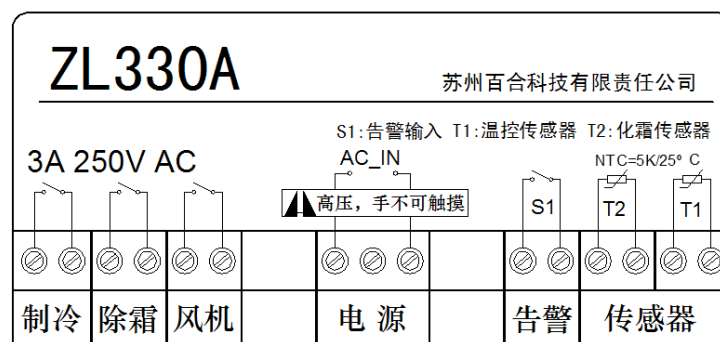 ZL330A
苏州百合科技有限责任公司
S1:告警输入 T1:温控传感器 T2:化霜传感器
3A 250V AC
AC_IN
NTC=5K/25° C
高压，手不可触摸
S1
T2
T1
制冷 除霜 风机 电 源 告警 传感器